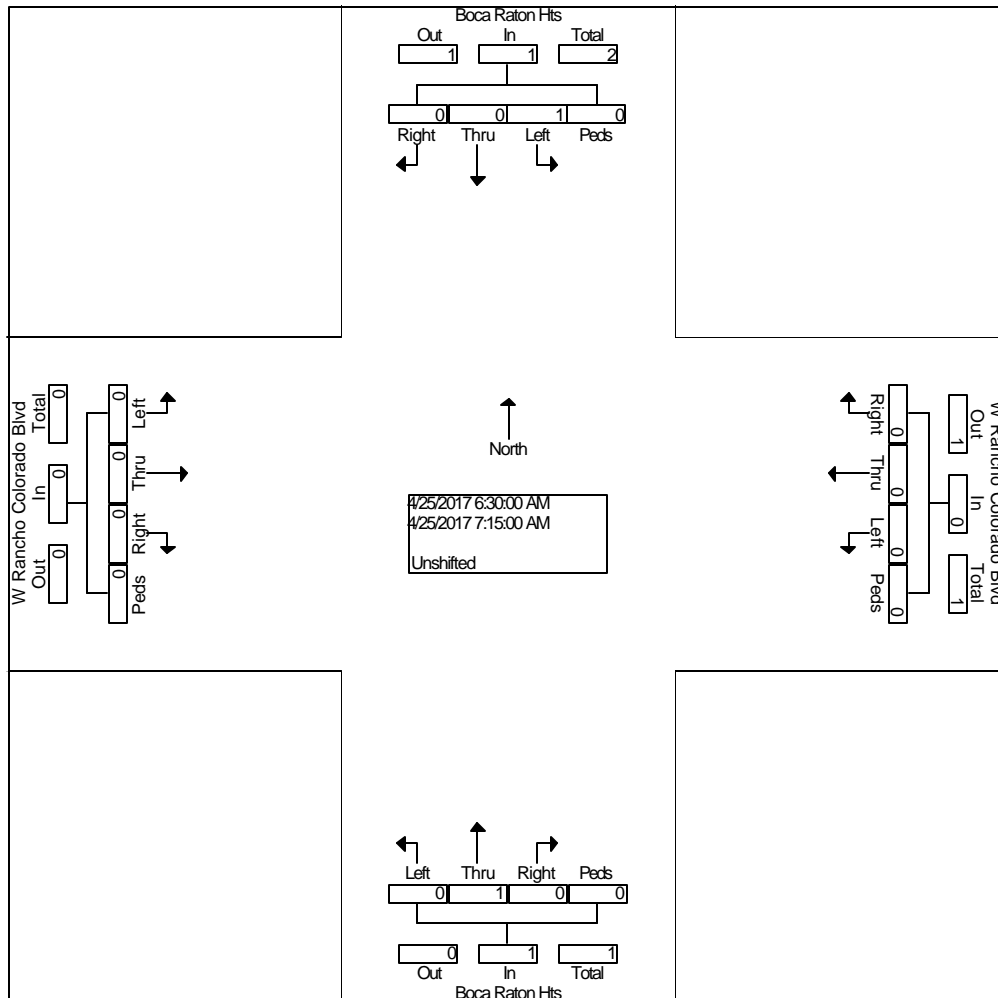 Boca Raton Hts
Out In Total
1 1 2
0 0 1 0
Right Thru Left Peds
W Rancho Colorado Blvd
Total In Out
0 0 0
0 0 0 0
Left Thru Right Peds
North
4/25/2017 6:30:00 AM
4/25/2017 7:15:00 AM
Unshifted
Right Thru Left Peds
0 0 0 0
1 0 1
Out In Total
W Rancho Colorado Blvd
Left Thru Right Peds
0 1 0 0
0 1 1
Out In Total
Boca Raton Hts